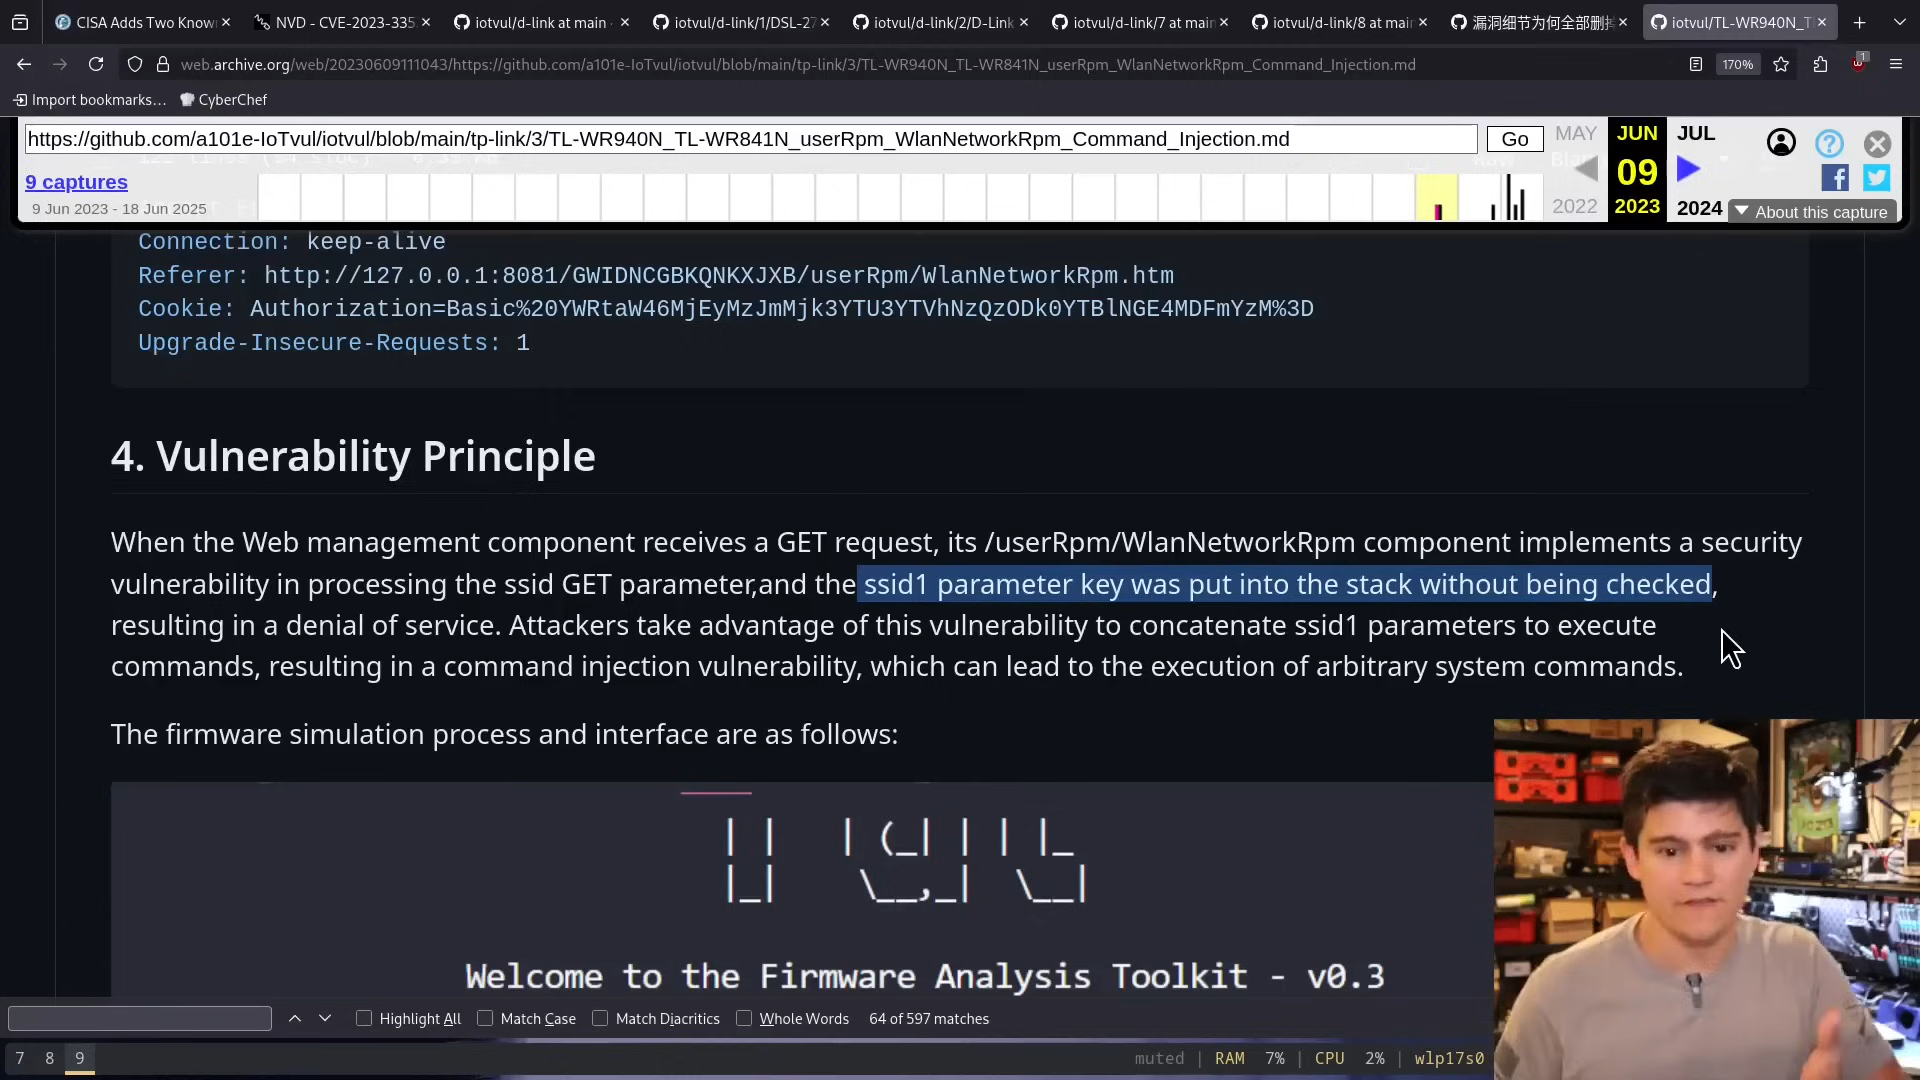 CISA Adds Two Know
NVD - CVE-2023-335
iotvul/d-link at main
iotvul/d-link/1/DSL-27
iotvul/d-link/2/D-Link
iotvul/d-link/7 at main
iotvul/d-link/8 at mai
漏洞细节为何全部删
iotvul/TL-WR940N_T
web.archive.org/web/20230609111043/https://github.com/a101e-IoTvul/iotvul/blob/main/tp-link/3/TL-WR940N_TL-WR841N_userRpm_WlanNetworkRpm_Command_Injection.md
170%
1
Import bookmarks… CyberChef
https://github.com/a101e-IoTvul/iotvul/blob/main/tp-link/3/TL-WR940N_TL-WR841N_userRpm_WlanNetworkRpm_Command_Injection.md
Go
MAY JUN JUL
9 captures
09
9 Jun 2023 - 18 Jun 2025
2022 2023 2024
About this capture
Connection: keep-alive
Referer: http://127.0.0.1:8081/GWIDNCGBKQNKXJXB/userRpm/WlanNetworkRpm.htm
Cookie: Authorization=Basic%20YWRtaW46MjEyMzJmMjk3YTU3YTVhNzQzODk0YTBlNGE4MDFmYzM%3D
Upgrade-Insecure-Requests: 1
4. Vulnerability Principle
When the Web management component receives a GET request, its /userRpm/WlanNetworkRpm component implements a security
vulnerability in processing the ssid GET parameter,and the ssid1 parameter key was put into the stack without being checked,
resulting in a denial of service. Attackers take advantage of this vulnerability to concatenate ssid1 parameters to execute
commands, resulting in a command injection vulnerability, which can lead to the execution of arbitrary system commands.
The firmware simulation process and interface are as follows:
Welcome to the Firmware Analysis Toolkit - v0.3
Highlight All Match Case Match Diacritics Whole Words 64 of 597 matches
7 8 9
muted | RAM 7% | CPU 2% | wlp17s0